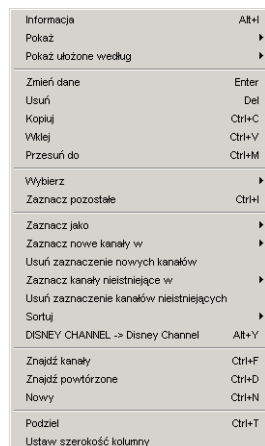 Informacja Alt+I
Pokaż
Pokaż ułożone według
Zmień dane Enter
Usuń Del
Kopiuj Ctrl+C
Wklej Ctrl+V
Przesuń do Ctrl+M
Wybierz
Zaznacz pozostałe Ctrl+I
Zaznacz jako
Zaznacz nowe kanały w
Usuń zaznaczenie nowych kanałów
Zaznacz kanały nieistniejące w
Usuń zaznaczenie kanałów nieistniejących
Sortuj
DISNEY CHANNEL -> Disney Channel Alt+Y
Znajdź kanały Ctrl+F
Znajdź powtórzone Ctrl+D
Nowy Ctrl+N
Podziel Ctrl+T
Ustaw szerokość kolumny